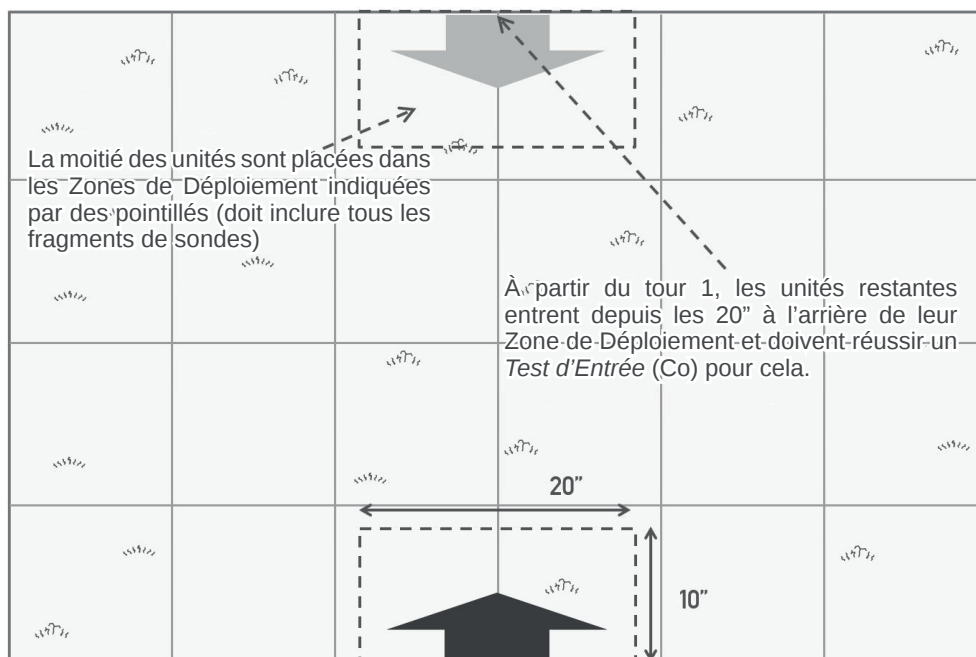 La moitié des unités sont placées dans
les Zones de Déploiement indiquées
par des pointillés (doit inclure tous les
fragments de sondes)
À partir du tour 1, les unités restantes
entrent depuis les 20” à l’arrière de leur
Zone de Déploiement et doivent réussir un
Test d’Entrée (Co) pour cela.
20”
10”